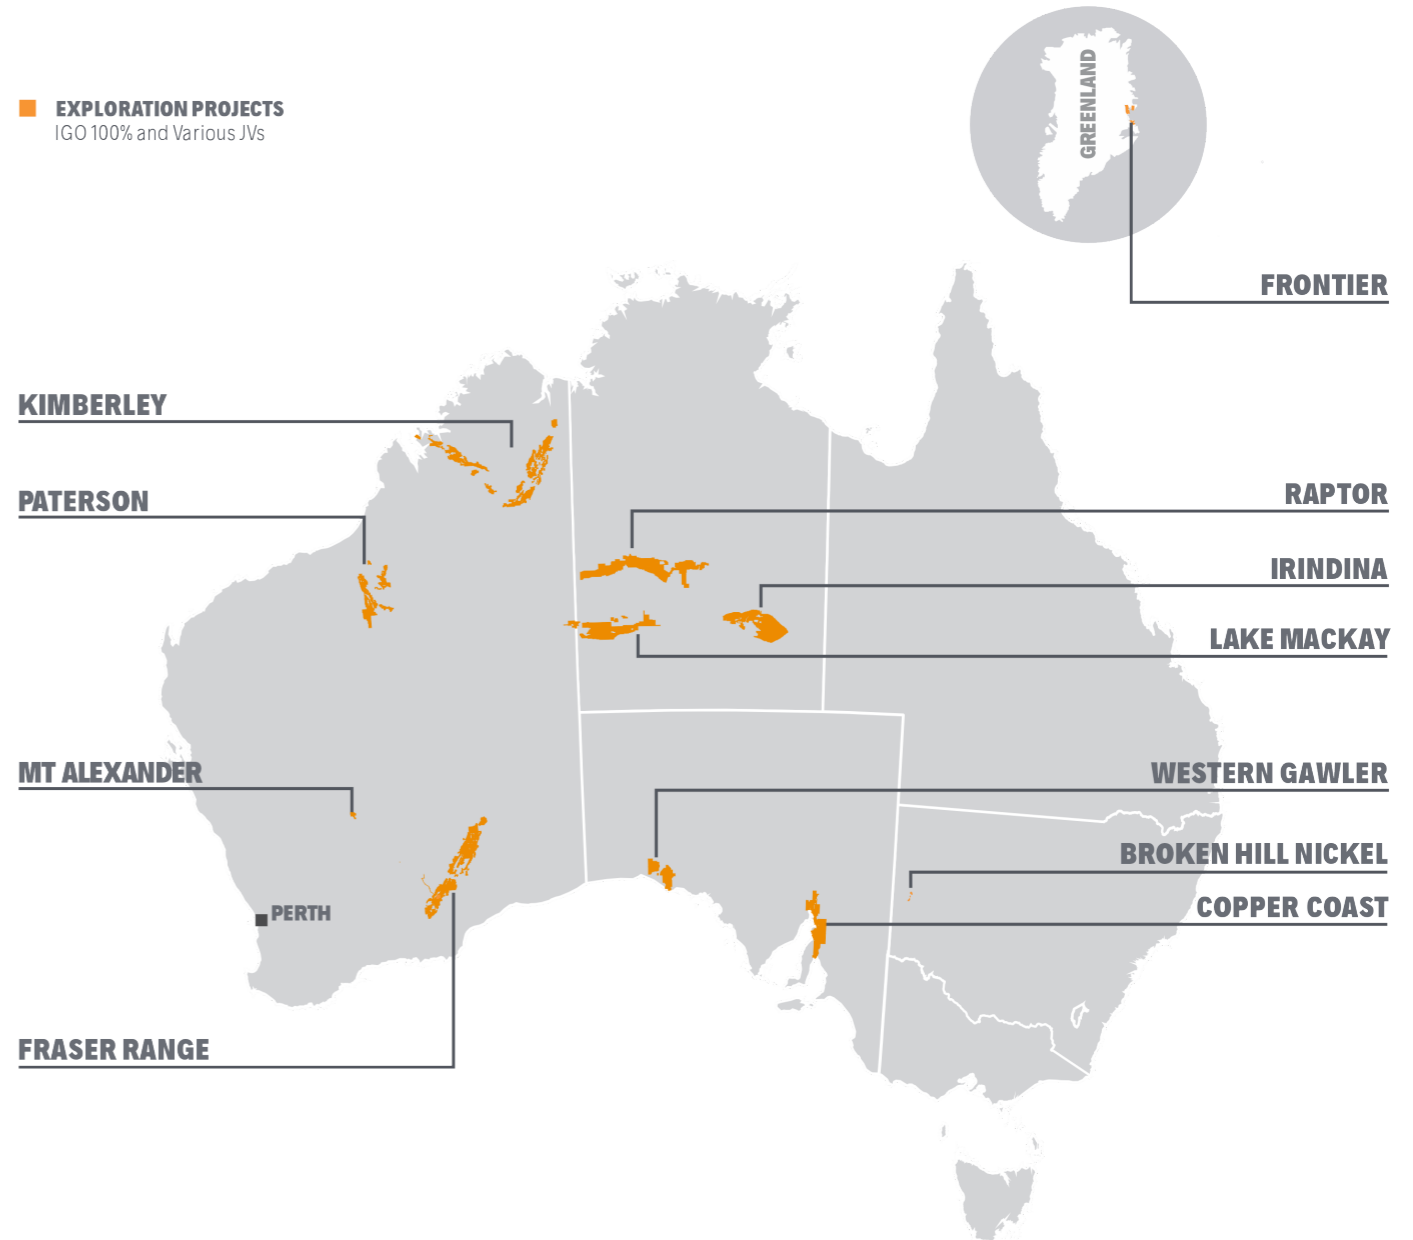 EXPLORATION PROJECTS
IGO 100% and Various JVs
GREENLAND
FRONTIER
KIMBERLEY
PATERSON
RAPTOR
IRINDINA
LAKE MACKAY
MT ALEXANDER
WESTERN GAWLER
BROKEN HILL NICKEL
COPPER COAST
PERTH
FRASER RANGE